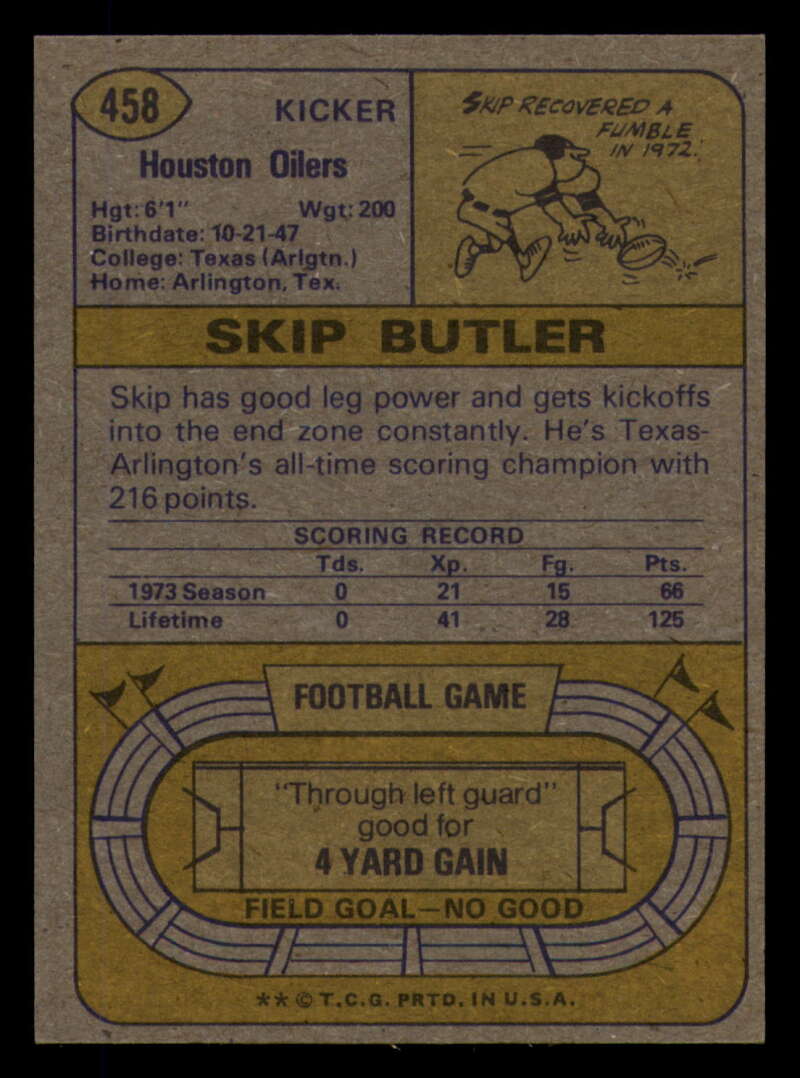 458
KICKER
Houston Oilers
Hgt: 6'1" Wgt: 200
Birthdate: 10-21-47
College: Texas (Arlgtn.)
Home: Arlington, Tex.
SKIP RECOVERED A
FUMBLE
IN 1972.
SKIP BUTLER
Skip has good leg power and gets kickoffs
into the end zone constantly. He's Texas-
Arlington's all-time scoring champion with
216 points.
SCORING RECORD
Tds. Xp. Fg. Pts.
1973 Season 0 21 15 66
Lifetime 0 41 28 125
FOOTBALL GAME
"Through left guard"
good for
4 YARD GAIN
FIELD GOAL—NO GOOD
** © T.C.G. PRTD. IN U.S.A.